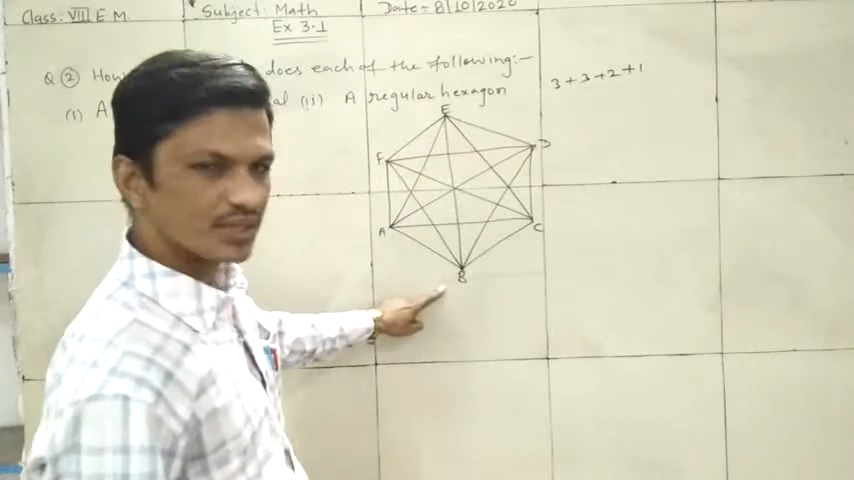 Class: VIII E M.
Subject: Math
Date = 8/10/2020
Ex 3.1
Q ② How does each of the following:-
(i) A al (ii) A regular hexagon
3+3+2+1
E
F
D
A
C
B